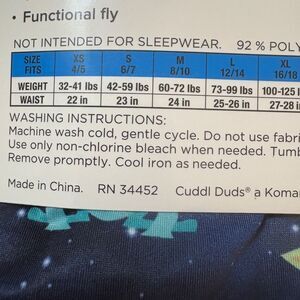 • Functional fly
NOT INTENDED FOR SLEEPWEAR. 92 % POLY
SIZE XS S M L XL
FITS 4/5 6/7 8/10 12/14 16/18
WEIGHT 32-41 lbs 42-59 lbs 60-72 lbs 73-99 lbs 100-125 l
WAIST 22 in 23 in 24 in 25-26 in 27-28 i
WASHING INSTRUCTIONS:
Machine wash cold, gentle cycle. Do not use fabri
Use only non-chlorine bleach when needed. Tumb
Remove promptly. Cool iron as needed.
Made in China. RN 34452 Cuddl Duds® a Koma